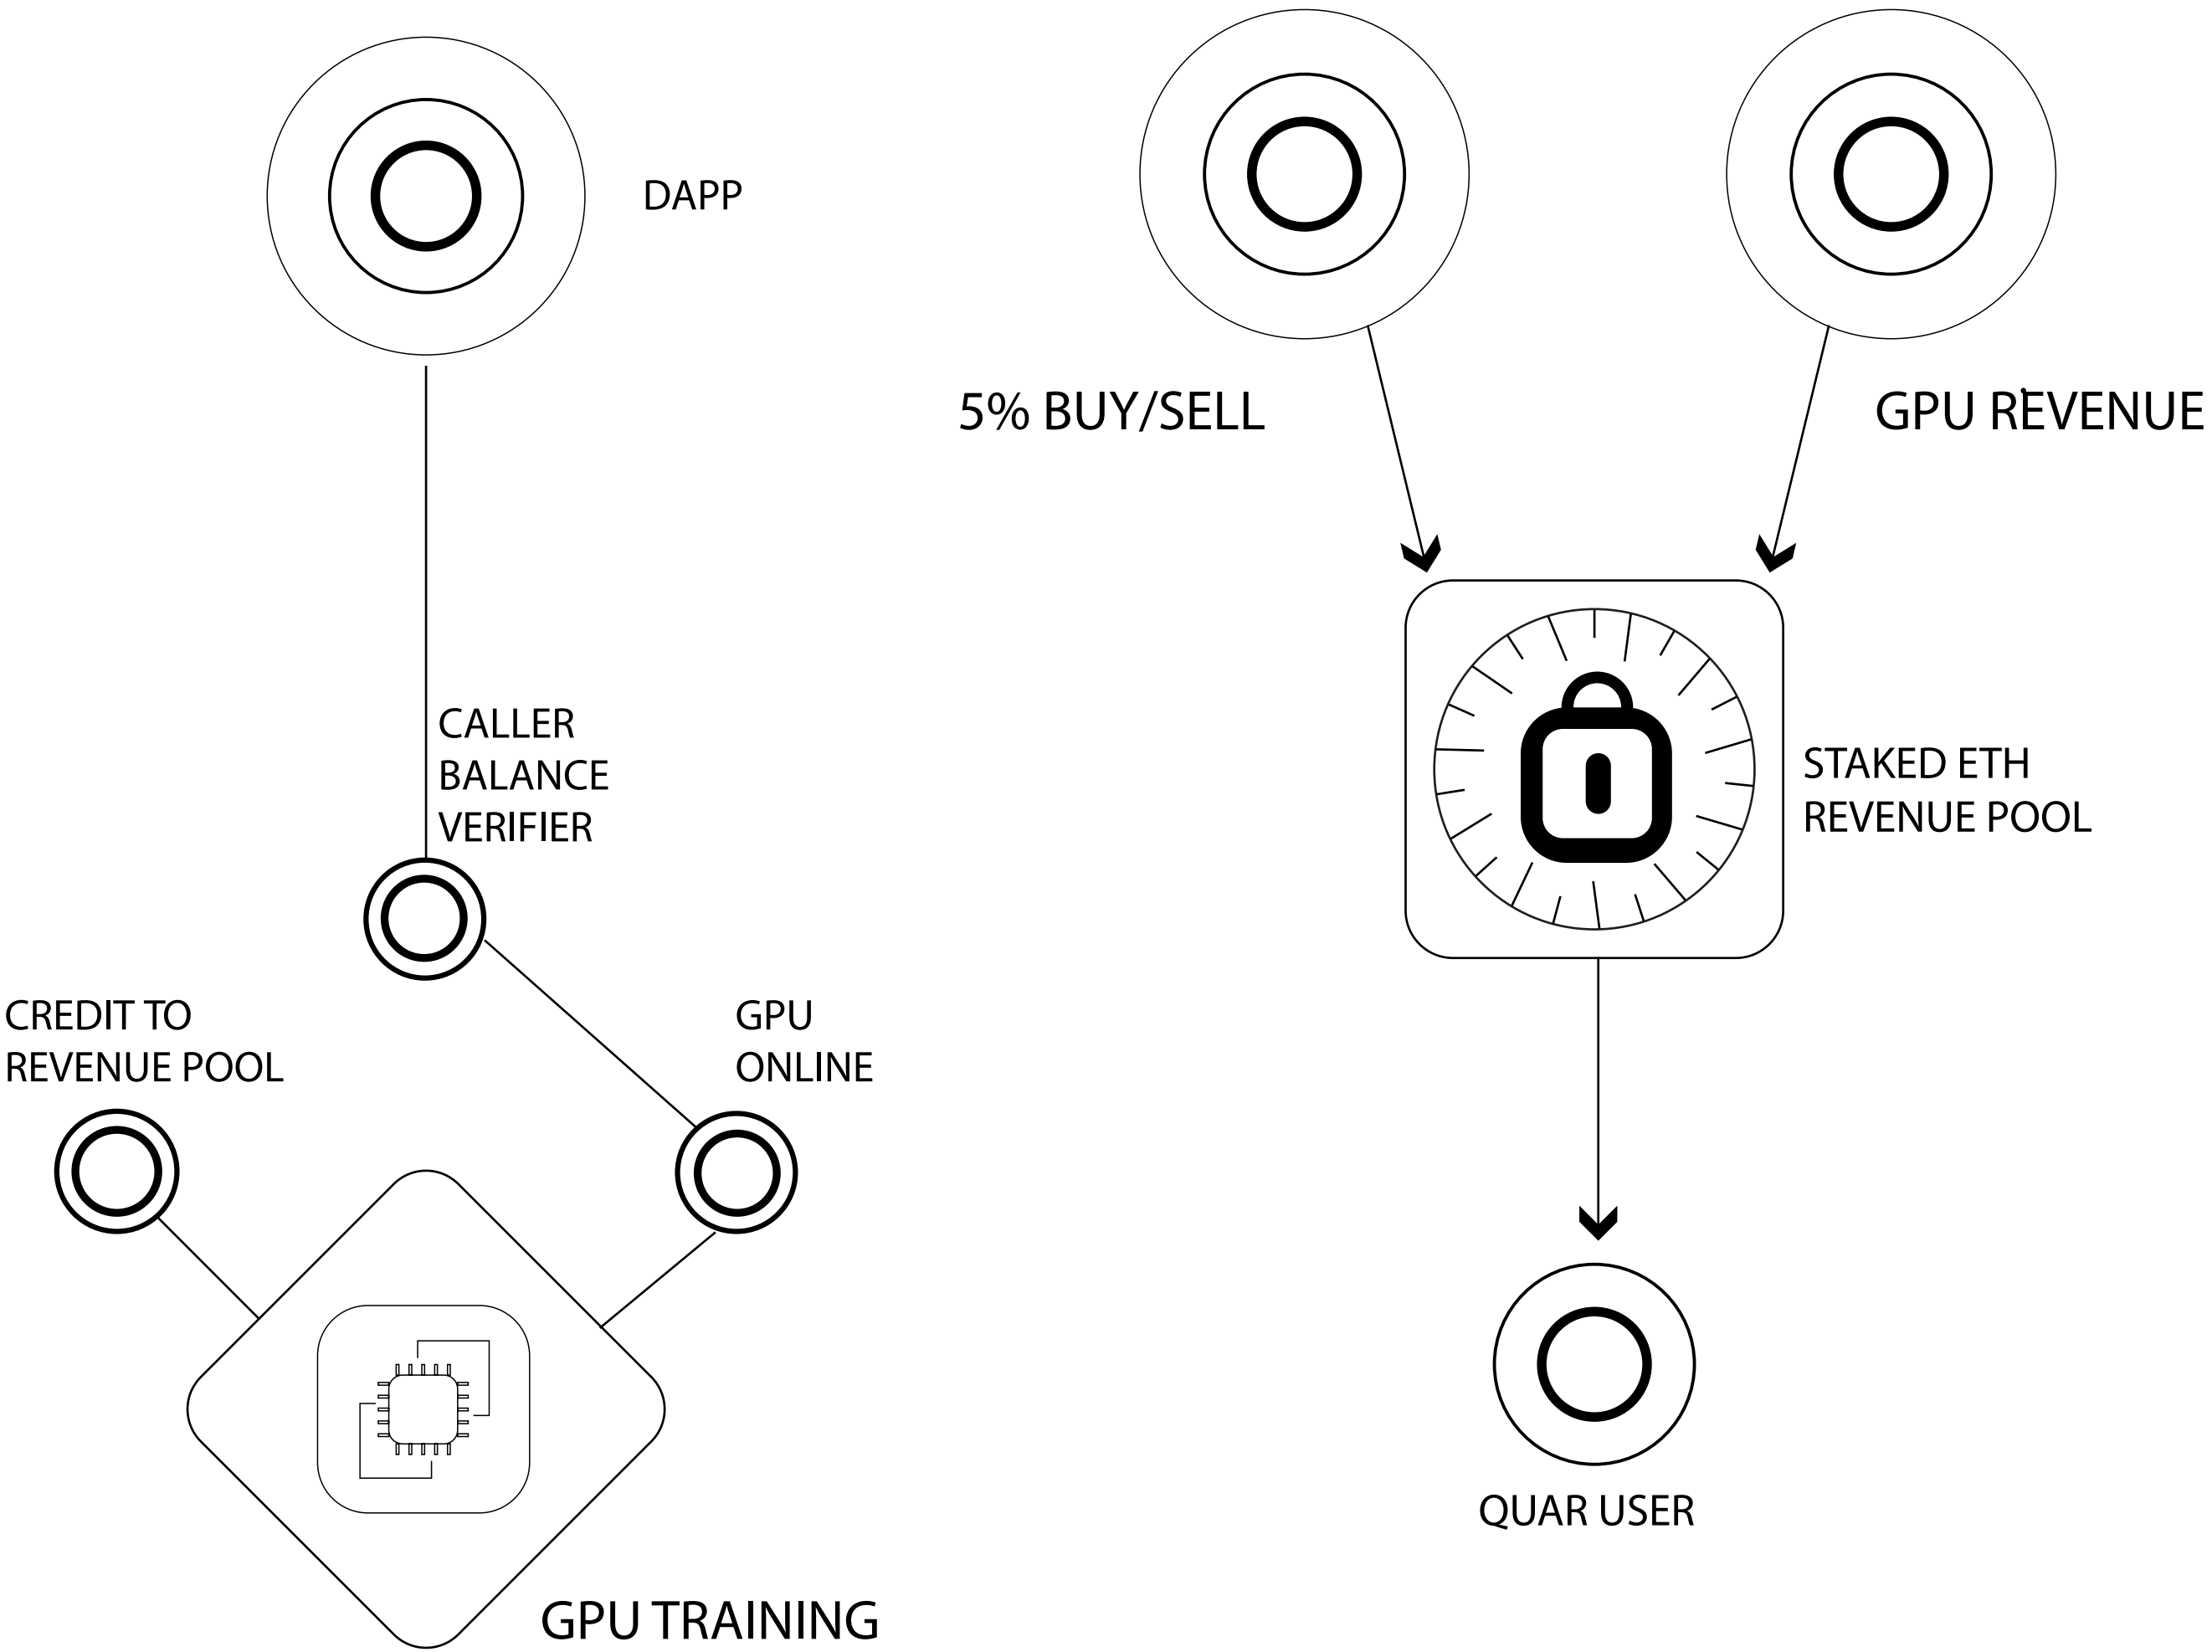 DAPP
5% BUY/SELL
GPU REVENUE
CALLER
BALANCE
VERIFIER
STAKED ETH
REVENUE POOL
CREDIT TO
REVENUE POOL
GPU
ONLINE
QUAR USER
GPU TRAINING